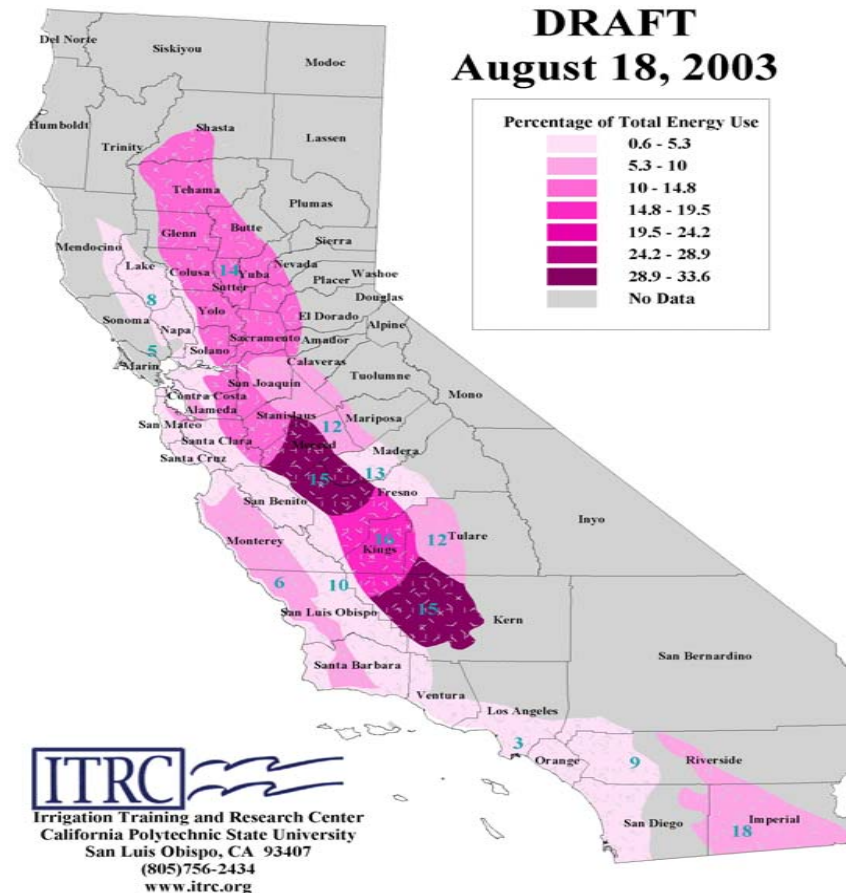 DRAFT
August 18, 2003
Percentage of Total Energy Use
0.6 - 5.3
5.3 - 10
10 - 14.8
14.8 - 19.5
19.5 - 24.2
24.2 - 28.9
28.9 - 33.6
No Data
Del Norte
Siskiyou
Modoc
Humboldt
Trinity
Shasta
Lassen
Tehama
Plumas
Mendocino
Glenn
Butte
Sierra
Lake
Colusa
14
Yuba
Nevada
Placer
Washoe
Sutter
8
Douglas
Sonoma
Napa
Yolo
El Dorado
Alpine
Sacramento
Amador
5
Solano
Marin
Calaveras
San Joaquin
Tuolumne
Mono
Contra Costa
Alameda
Stanislaus
Mariposa
San Mateo
12
Santa Clara
Merced
Madera
Santa Cruz
15
13
Fresno
San Benito
Inyo
Monterey
16
Kings
12
Tulare
6
10
San Luis Obispo
15
Kern
Santa Barbara
San Bernardino
Ventura
Los Angeles
3
Orange
9
Riverside
San Diego
18
Imperial
ITRC
Irrigation Training and Research Center
California Polytechnic State University
San Luis Obispo, CA 93407
(805)756-2434
www.itrc.org